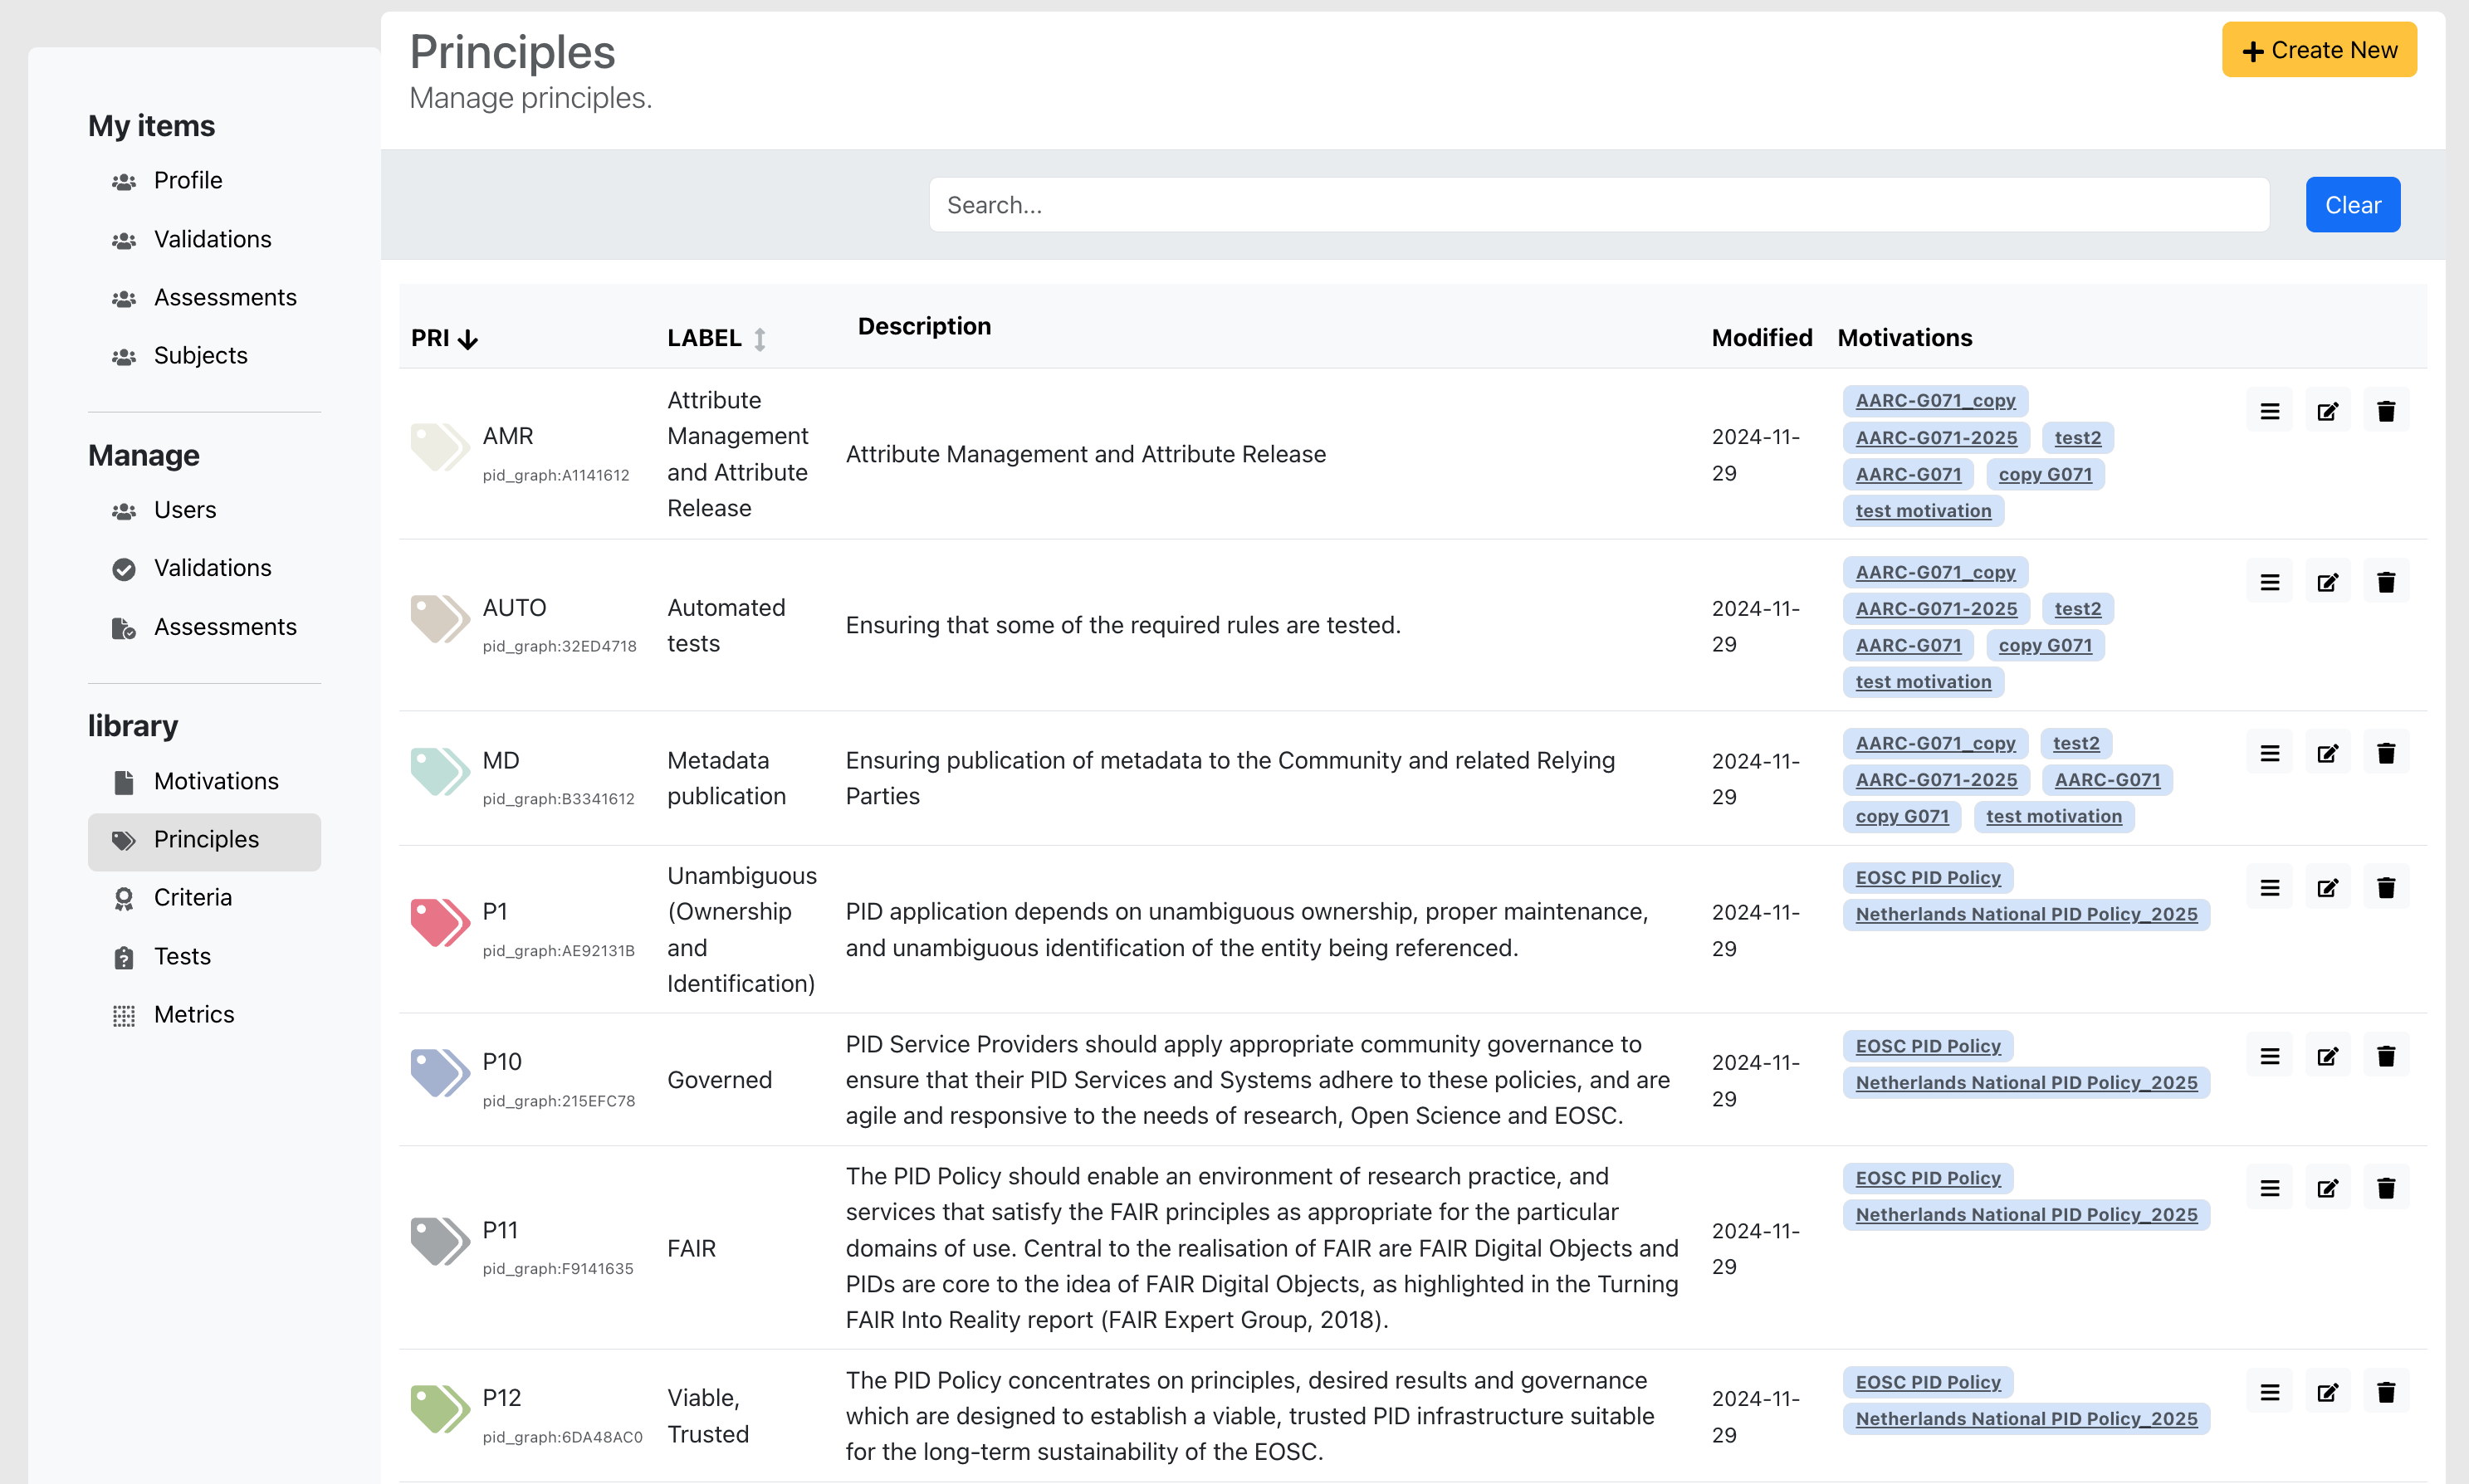 Principles
Manage principles.
Create New
My items
Profile
Validations
Assessments
Subjects
Manage
Users
Validations
Assessments
library
Motivations
Principles
Criteria
Tests
Metrics
Search...
Clear
PRI LABEL Description Modified Motivations
AMR
pid_graph:A1141612
Attribute
Management
and Attribute
Release
Attribute Management and Attribute Release
2024-11-
29
AARC-G071_copy
AARC-G071-2025 test2
AARC-G071 copy G071
test motivation
AUTO
pid_graph:32ED4718
Automated
tests
Ensuring that some of the required rules are tested.
2024-11-
29
AARC-G071_copy
AARC-G071-2025 test2
AARC-G071 copy G071
test motivation
MD
pid_graph:B3341612
Metadata
publication
Ensuring publication of metadata to the Community and related Relying
Parties
2024-11-
29
AARC-G071_copy test2
AARC-G071-2025 AARC-G071
copy G071 test motivation
P1
pid_graph:AE92131B
Unambiguous
(Ownership
and
Identification)
PID application depends on unambiguous ownership, proper maintenance,
and unambiguous identification of the entity being referenced.
2024-11-
29
EOSC PID Policy
Netherlands National PID Policy_2025
P10
pid_graph:215EFC78
Governed
PID Service Providers should apply appropriate community governance to
ensure that their PID Services and Systems adhere to these policies, and are
agile and responsive to the needs of research, Open Science and EOSC.
2024-11-
29
EOSC PID Policy
Netherlands National PID Policy_2025
P11
pid_graph:F9141635
FAIR
The PID Policy should enable an environment of research practice, and
services that satisfy the FAIR principles as appropriate for the particular
domains of use. Central to the realisation of FAIR are FAIR Digital Objects and
PIDs are core to the idea of FAIR Digital Objects, as highlighted in the Turning
FAIR Into Reality report (FAIR Expert Group, 2018).
2024-11-
29
EOSC PID Policy
Netherlands National PID Policy_2025
P12
pid_graph:6DA48AC0
Viable,
Trusted
The PID Policy concentrates on principles, desired results and governance
which are designed to establish a viable, trusted PID infrastructure suitable
for the long-term sustainability of the EOSC.
2024-11-
29
EOSC PID Policy
Netherlands National PID Policy_2025